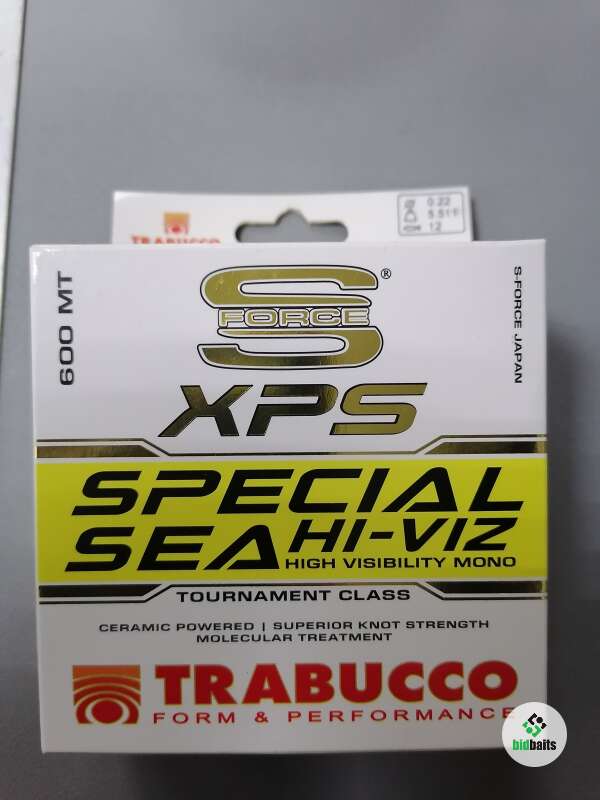 TRABUCCO
0.22
5.51
12
600 MT
S-FORCE JAPAN
S FORCE ®
XPS
SPECIAL
SEA HI-VIZ
HIGH VISIBILITY MONO
TOURNAMENT CLASS
CERAMIC POWERED | SUPERIOR KNOT STRENGTH
MOLECULAR TREATMENT
TRABUCCO
FORM & PERFORMANCE
bidbaits